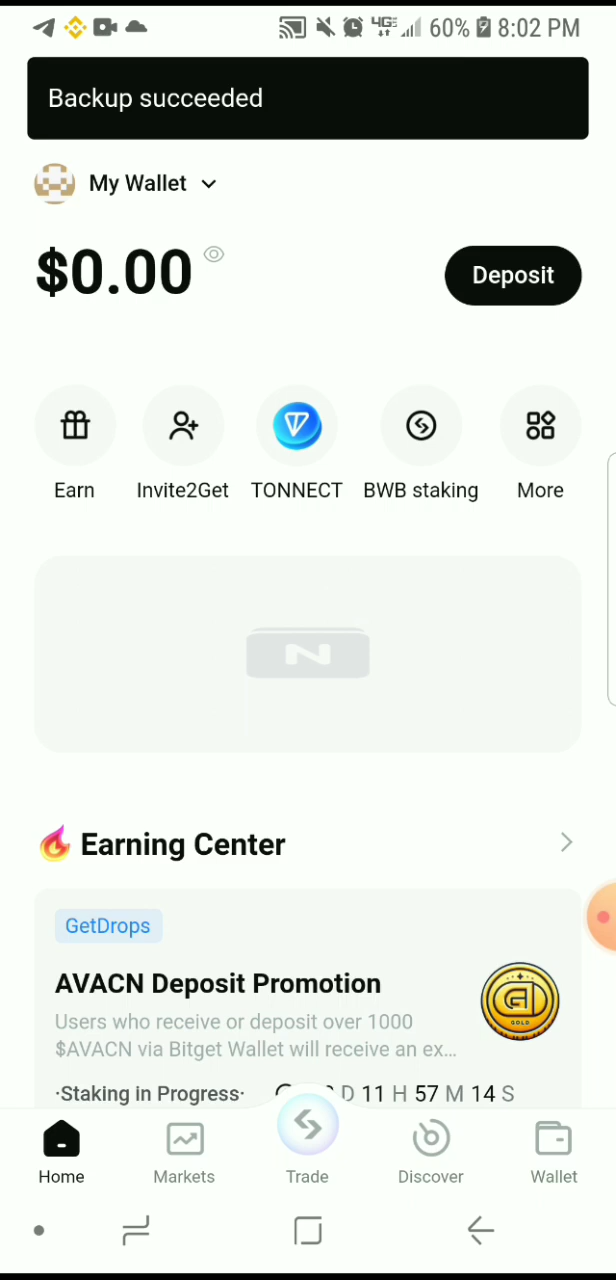 4G 60% 8:02 PM
Backup succeeded
My Wallet
$0.00
Deposit
Earn Invite2Get TONNECT BWB staking More
Earning Center
GetDrops
AVACN Deposit Promotion
Users who receive or deposit over 1000
$AVACN via Bitget Wallet will receive an ex...
GOLD
·Staking in Progress· D 11 H 57 M 14 S
Home Markets Trade Discover Wallet